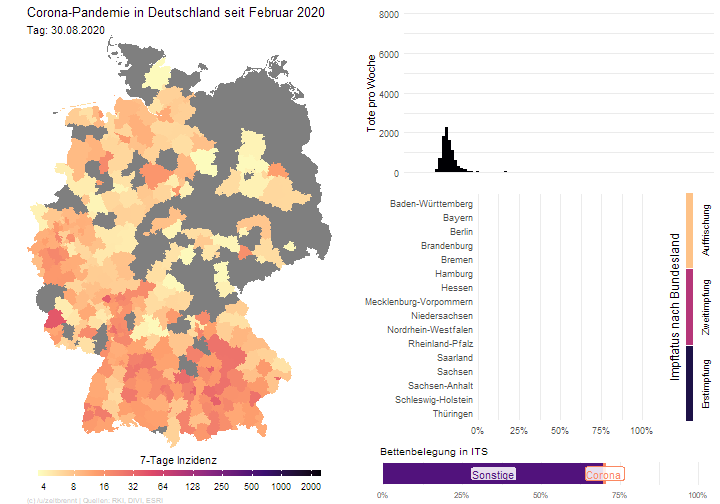 Corona-Pandemie in Deutschland seit Februar 2020
Tag: 30.08.2020
7-Tage Inzidenz
4 8 16 32 64 128 250 500 1000 2000
(c) /u/zeitbrennt | Quellen: RKI, DIVI, ESRI
Tote pro Woche
8000
6000
4000
2000
0
Baden-Württemberg
Bayern
Berlin
Brandenburg
Bremen
Hamburg
Hessen
Mecklenburg-Vorpommern
Niedersachsen
Nordrhein-Westfalen
Rheinland-Pfalz
Saarland
Sachsen
Sachsen-Anhalt
Schleswig-Holstein
Thüringen
0% 25% 50% 75% 100%
Impfstatus nach Bundesland
Auffrischung
Zweitimpfung
Erstimpfung
Bettenbelegung in ITS
Sonstige
Corona
0% 25% 50% 75% 100%